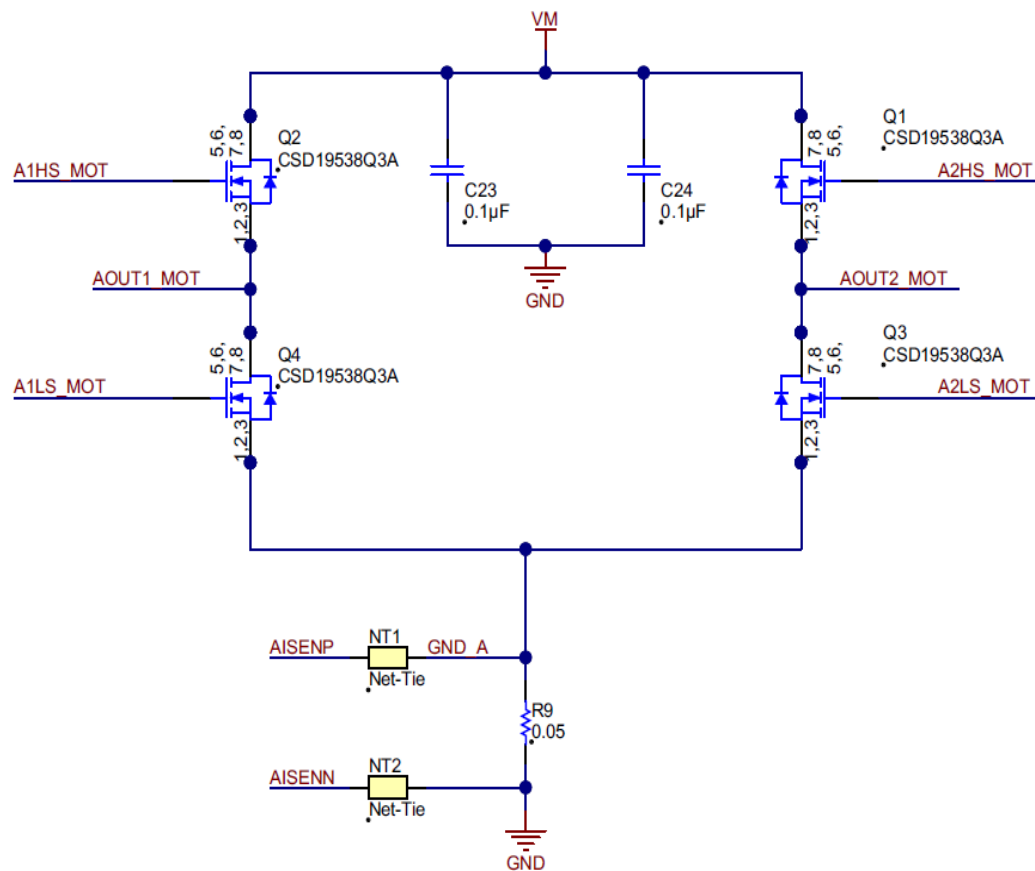 VM
Q2
CSD19538Q3A
5,6,
7,8
1,2,3
A1HS_MOT
C23
0.1µF
C24
0.1µF
GND
Q1
CSD19538Q3A
7,8
5,6,
1,2,3
A2HS_MOT
AOUT1_MOT
AOUT2_MOT
Q4
CSD19538Q3A
5,6,
7,8
1,2,3
A1LS_MOT
Q3
CSD19538Q3A
7,8
5,6,
1,2,3
A2LS_MOT
AISENP
NT1
Net-Tie
GND_A
R9
0.05
AISENN
NT2
Net-Tie
GND